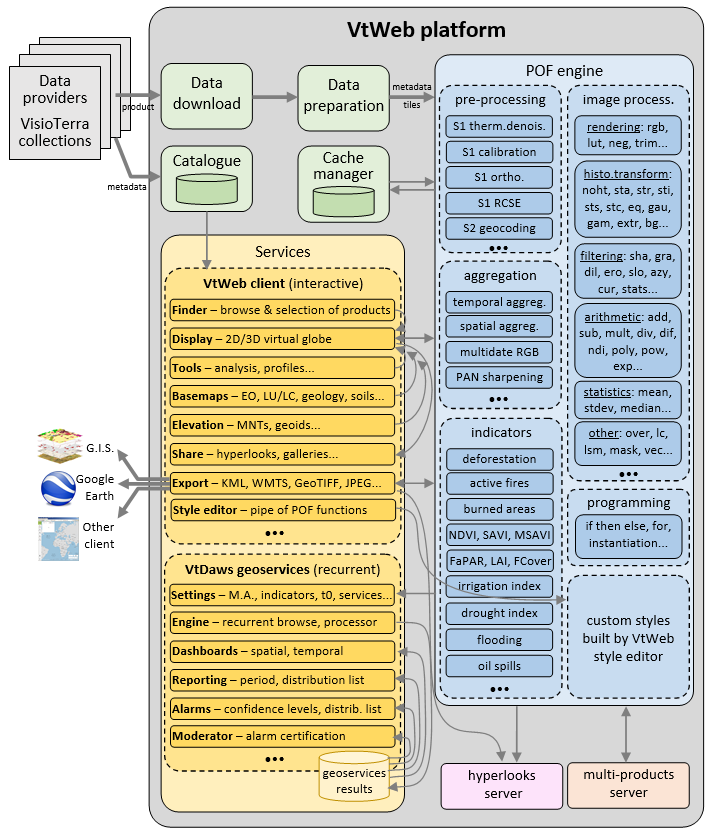 VtWeb platform
Data
providers
VisioTerra
collections
product
metadata
Data
download
Data
preparation
metadata
tiles
Catalogue
Cache
manager
Services
VtWeb client (interactive)
Finder – browse & selection of products
Display – 2D/3D virtual globe
Tools – analysis, profiles...
Basemaps – EO, LU/LC, geology, soils...
Elevation – MNTs, geoids...
Share – hyperlooks, galleries...
Export – KML, WMTS, GeoTIFF, JPEG...
Style editor – pipe of POF functions
•••
G.I.S.
Google
Earth
Other
client
VtDaws geoservices (recurrent)
Settings – M.A., indicators, t0, services...
Engine – recurrent browse, processor
Dashboards – spatial, temporal
Reporting – period, distribution list
Alarms – confidence levels, distrib. list
Moderator – alarm certification
•••
geoservices
results
POF engine
pre-processing
S1 therm.denois.
S1 calibration
S1 ortho.
S1 RCSE
S2 geocoding
•••
aggregation
temporal aggreg.
spatial aggreg.
multidate RGB
PAN sharpening
indicators
deforestation
active fires
burned areas
NDVI, SAVI, MSAVI
FaPAR, LAI, FCover
irrigation index
drought index
flooding
oil spills
•••
image process.
rendering: rgb,
lut, neg, trim...
histo.transform:
noht, sta, str, sti,
sts, stc, eq, gau,
gam, extr, bg...
filtering: sha, gra,
dil, ero, slo, azy,
cur, stats...
arithmetic: add,
sub, mult, div, dif,
ndi, poly, pow,
exp...
statistics: mean,
stdev, median...
other: over, lc,
lsm, mask, vec...
•••
programming
if then else, for,
instantiation...
custom styles
built by VtWeb
style editor
hyperlooks
server
multi-products
server